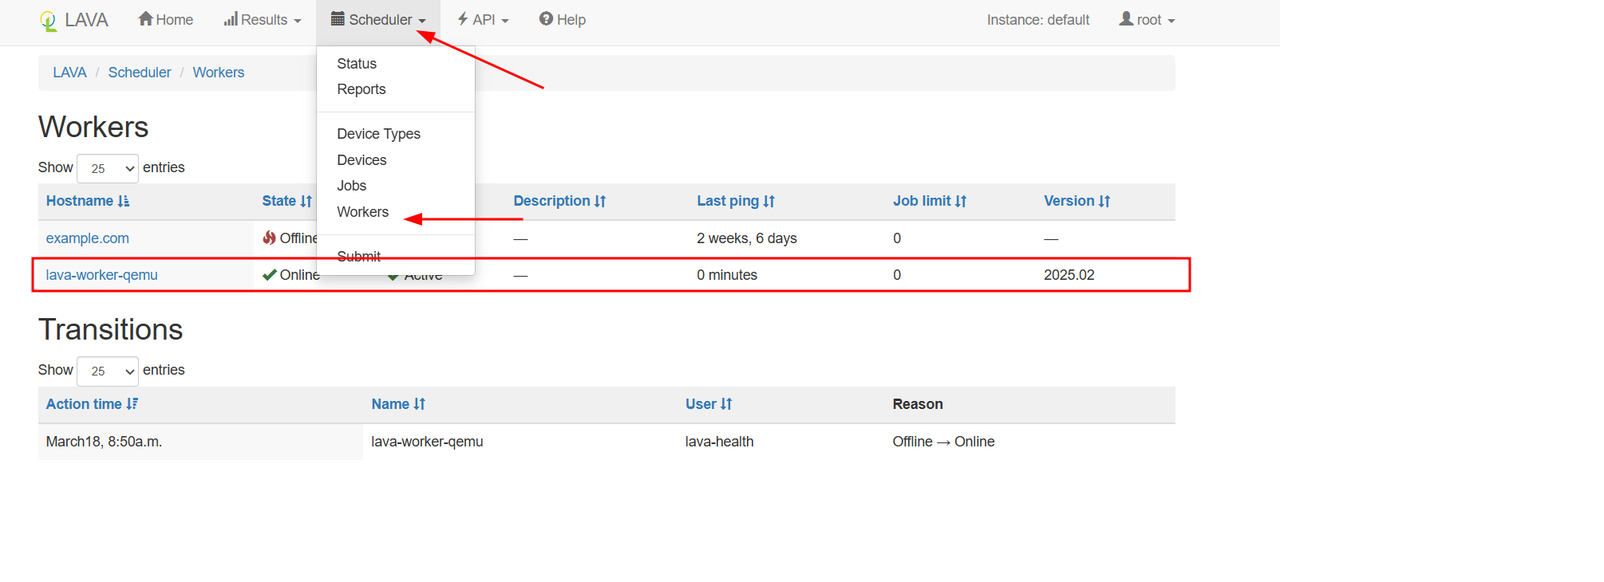 LAVA Home Results Scheduler API Help Instance: default root
Status
Reports
Device Types
Devices
Jobs
Workers
Submit
LAVA / Scheduler / Workers
Workers
Show 25 entries
Hostname State Description Last ping Job limit Version
example.com Offline — 2 weeks, 6 days 0 —
lava-worker-qemu Online Active — 0 minutes 0 2025.02
Transitions
Show 25 entries
Action time Name User Reason
March18, 8:50a.m. lava-worker-qemu lava-health Offline → Online